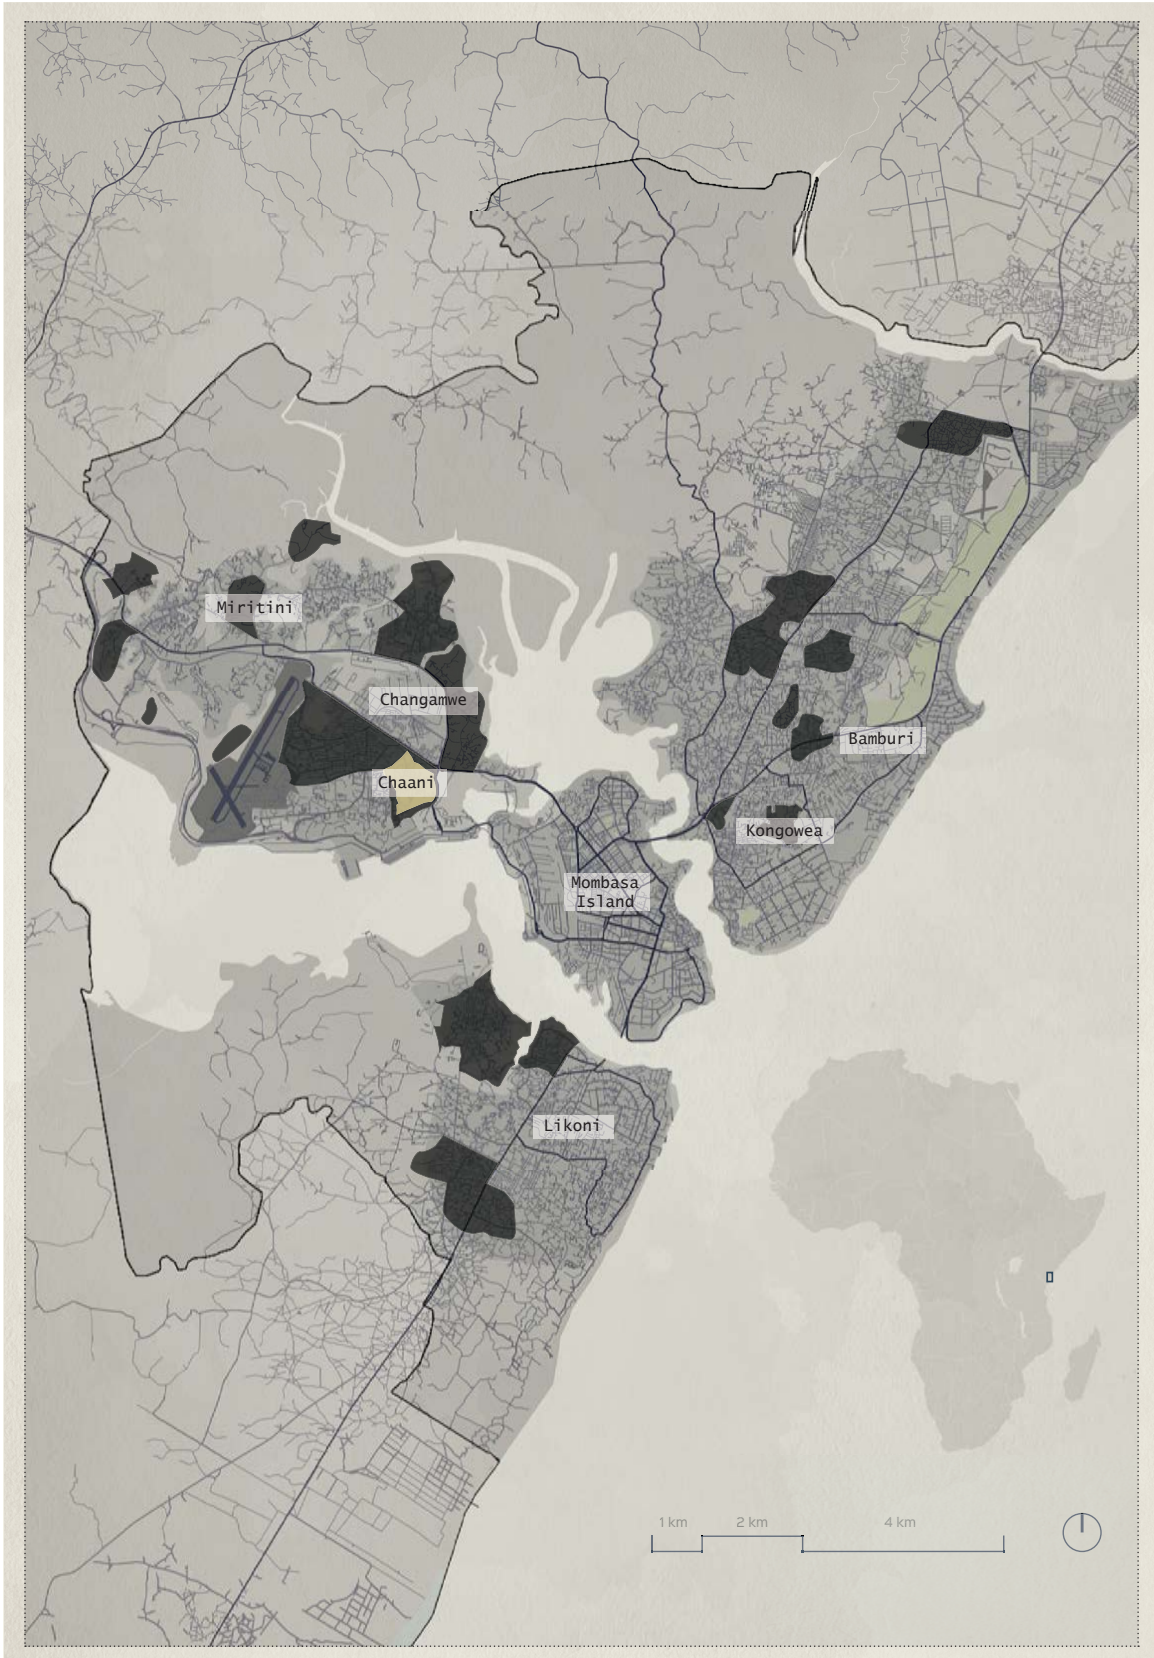 Miritini
Changamwe
Chaani
Bamburi
Kongowea
Mombasa
Island
Likoni
1 km
2 km
4 km